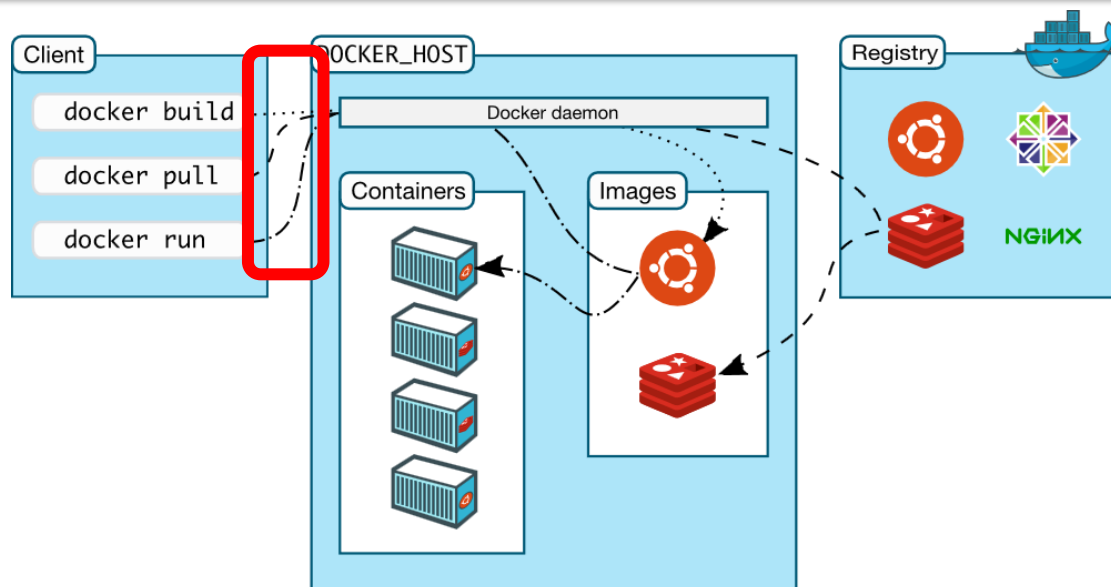 Client
DOCKER_HOST
Registry
docker build
Docker daemon
docker pull
Containers
Images
docker run
NGiNX